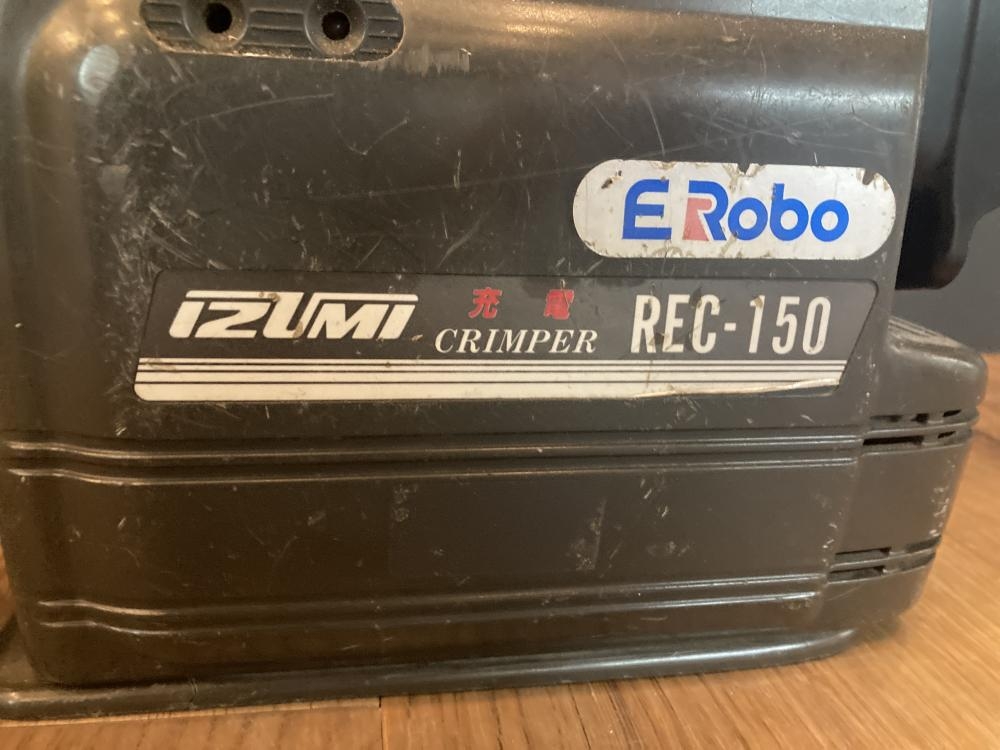 E Robo
IZUMI 充電 CRIMPER REC-150